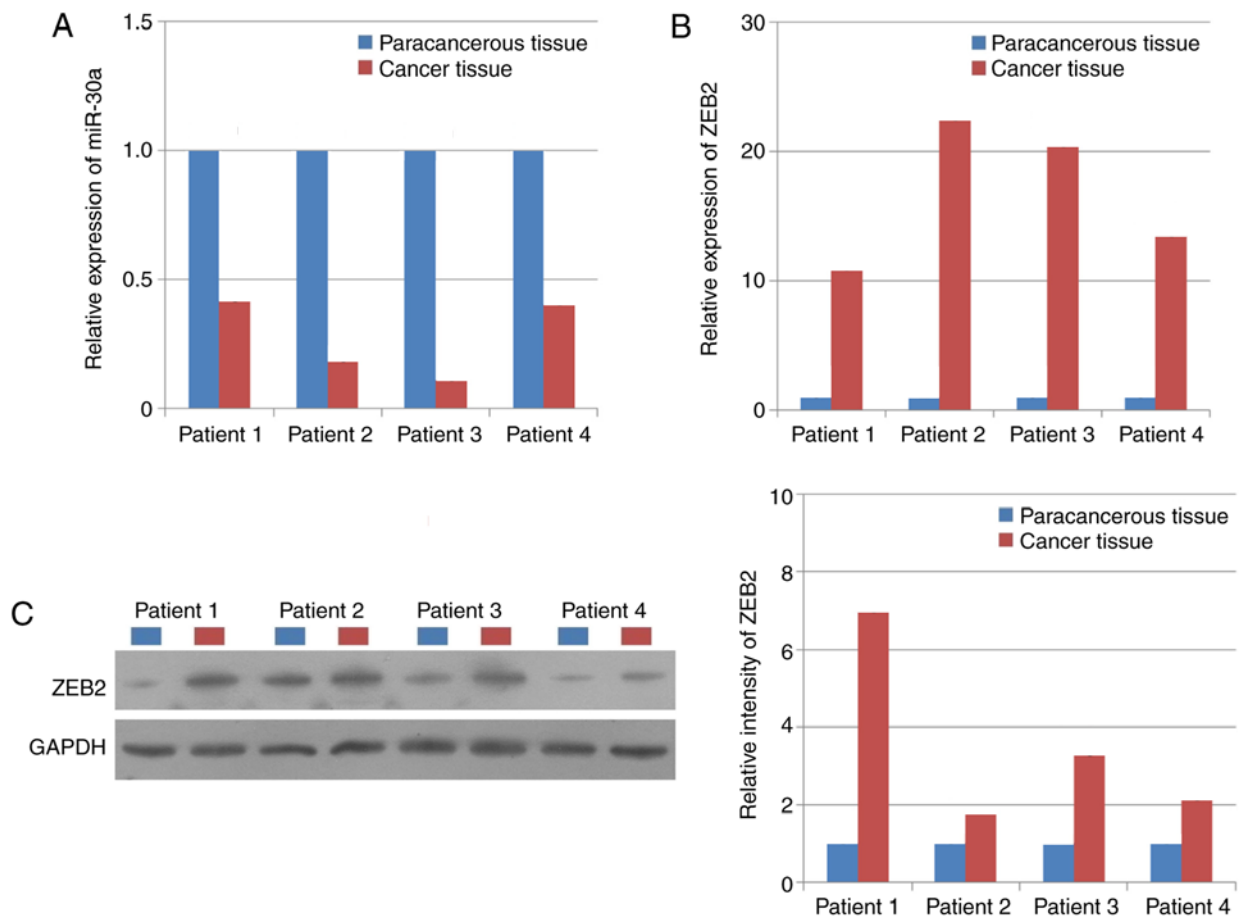 A
Relative expression of miR-30a
1.5
1.0
0.5
0
Paracancerous tissue
Cancer tissue
Patient 1 Patient 2 Patient 3 Patient 4
B
Relative expression of ZEB2
30
20
10
0
Paracancerous tissue
Cancer tissue
Patient 1 Patient 2 Patient 3 Patient 4
C
Patient 1 Patient 2 Patient 3 Patient 4
ZEB2
GAPDH
Relative intensity of ZEB2
10
8
6
4
2
0
Paracancerous tissue
Cancer tissue
Patient 1 Patient 2 Patient 3 Patient 4